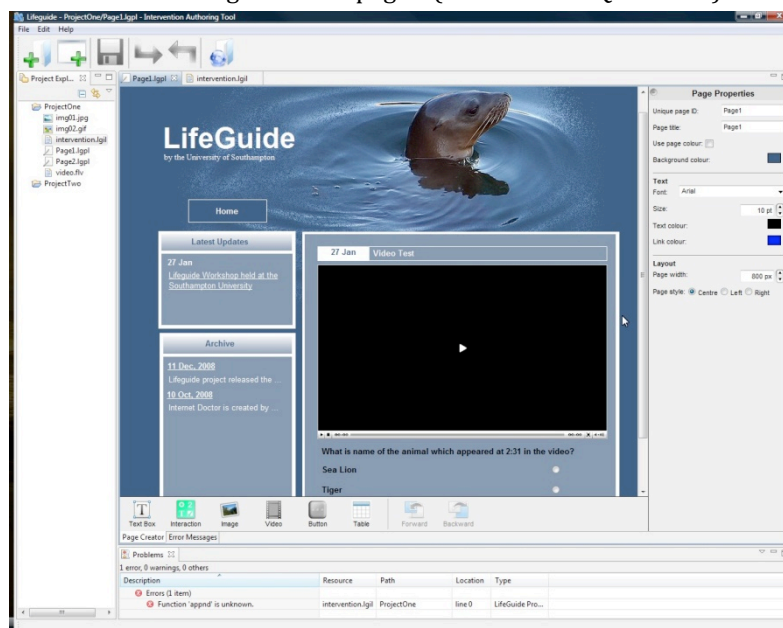 Lifeguide - ProjectOne/Page1.lgpl - Intervention Authoring Tool
File Edit Help
Project Expl...
Page1.lgpl
intervention.lgil
ProjectOne
img01.jpg
img02.gif
intervention.lgil
Page1.lgpl
Page2.lgpl
video.flv
ProjectTwo
LifeGuide
by the University of Southampton
Home
Latest Updates
27 Jan
Lifeguide Workshop held at the
Southampton University
Archive
11 Dec, 2008
Lifeguide project released the ...
10 Oct, 2008
Internet Doctor is created by ...
27 Jan Video Test
00:00
What is name of the animal which appeared at 2:31 in the video?
Sea Lion
Tiger
Page Properties
Unique page ID: Page1
Page title: Page1
Use page colour:
Background colour:
Text
Font: Arial
Size: 10 pt
Text colour:
Link colour:
Layout
Page width: 800 px
Page style: Centre Left Right
Text Box Interaction Image Video Button Table Forward Backward
Page Creator Error Messages
Problems
1 error, 0 warnings, 0 others
Description Resource Path Location Type
Errors (1 item)
Function 'appnd' is unknown. intervention.lgil ProjectOne line 0 LifeGuide Pro...